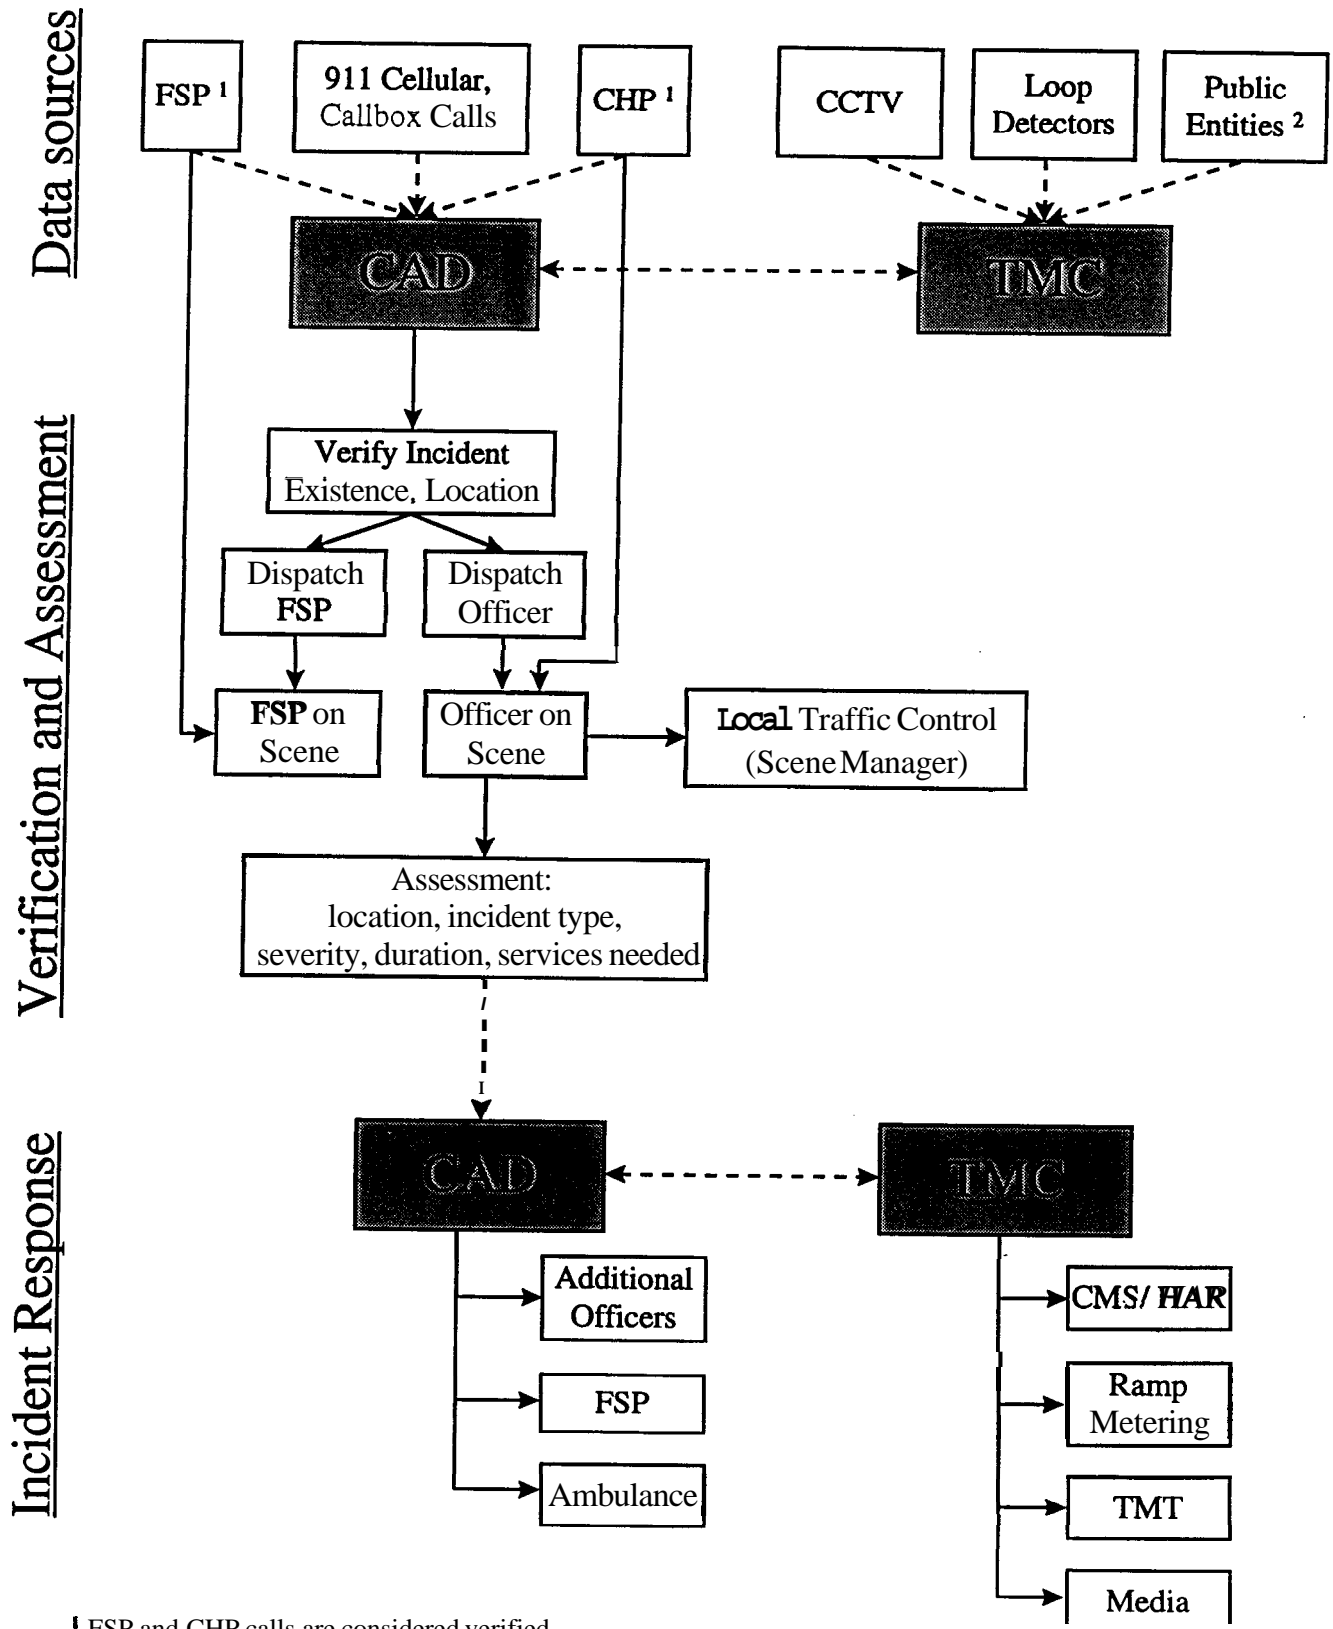 Data sources
FSP 1
911 Cellular,
Callbox Calls
CHP 1
CCTV
Loop
Detectors
Public
Entities 2
CAD
TMC
Verification and Assessment
Verify Incident
Existence, Location
Dispatch
FSP
Dispatch
Officer
FSP on
Scene
Officer on
Scene
Local Traffic Control
(Scene Manager)
Assessment:
location, incident type,
severity, duration, services needed
Incident Response
CAD
TMC
Additional
Officers
FSP
Ambulance
CMS/ HAR
Ramp
Metering
TMT
Media
1 FSP and CHP calls are considered verified